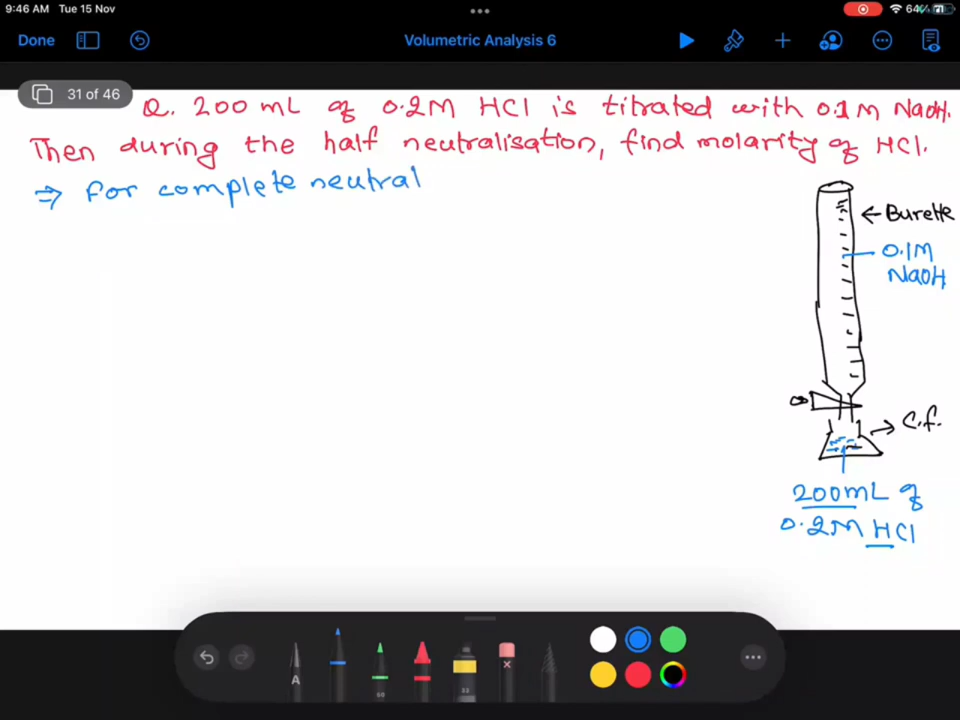 9:46 AM Tue 15 Nov
64%
Done
Volumetric Analysis 6
31 of 46
Q. 200 mL of 0.2M HCl is titrated with 0.1M NaOH.
Then during the half neutralisation, find molarity of HCl.
⇒ for complete neutral
← Burette
0.1M
NaOH
→ C.f.
200mL of
0.2M HCl
A
60
53